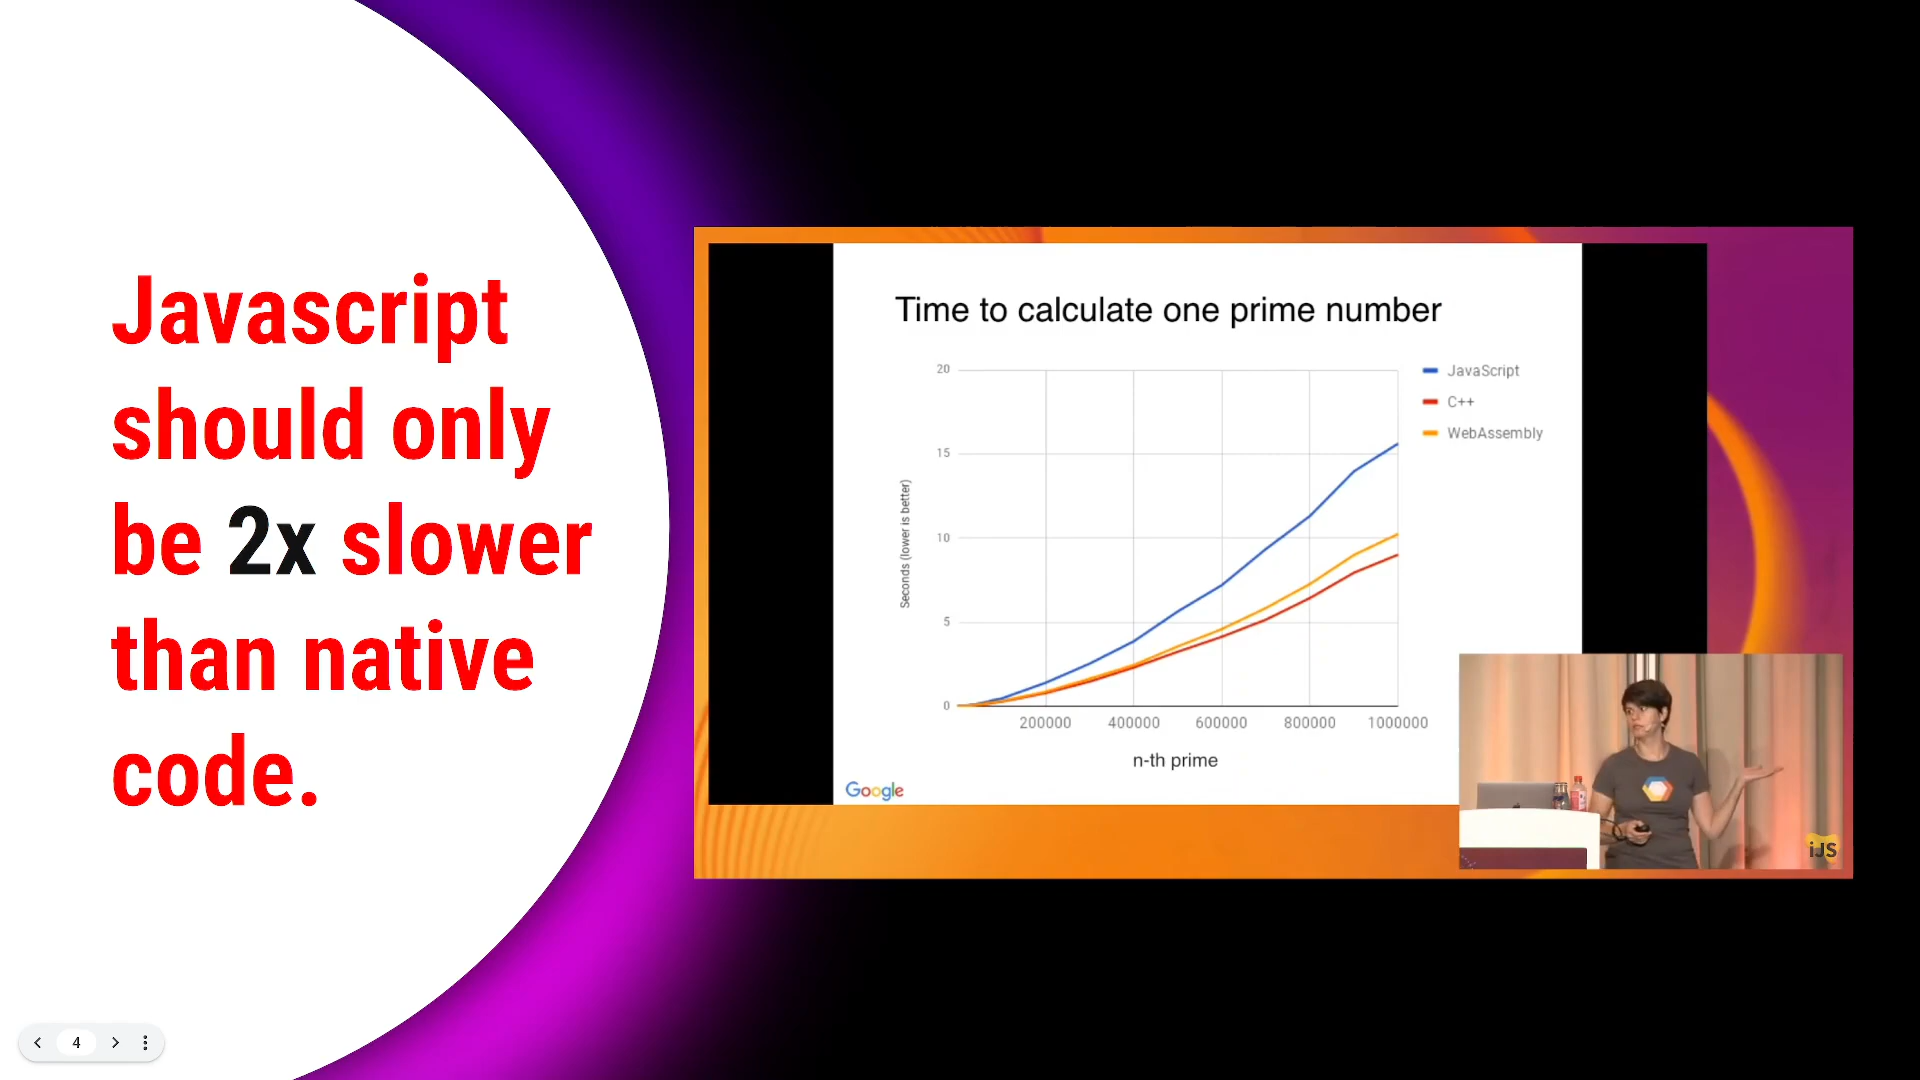 Javascript
should only
be 2x slower
than native
code.
Time to calculate one prime number
20
15
10
5
0
Seconds (lower is better)
200000 400000 600000 800000 1000000
n-th prime
JavaScript
C++
WebAssembly
Google
iJS
4